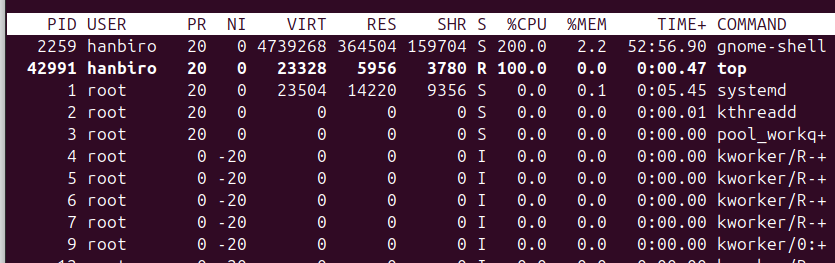 PID USER PR NI VIRT RES SHR S %CPU %MEM TIME+ COMMAND
2259 hanbiro 20 0 4739268 364504 159704 S 200.0 2.2 52:56.90 gnome-shell
42991 hanbiro 20 0 23328 5956 3780 R 100.0 0.0 0:00.47 top
1 root 20 0 23504 14220 9356 S 0.0 0.1 0:05.45 systemd
2 root 20 0 0 0 0 S 0.0 0.0 0:00.01 kthreadd
3 root 20 0 0 0 0 S 0.0 0.0 0:00.00 pool_workq+
4 root 0 -20 0 0 0 I 0.0 0.0 0:00.00 kworker/R-+
5 root 0 -20 0 0 0 I 0.0 0.0 0:00.00 kworker/R-+
6 root 0 -20 0 0 0 I 0.0 0.0 0:00.00 kworker/R-+
7 root 0 -20 0 0 0 I 0.0 0.0 0:00.00 kworker/R-+
9 root 0 -20 0 0 0 I 0.0 0.0 0:00.00 kworker/0:+